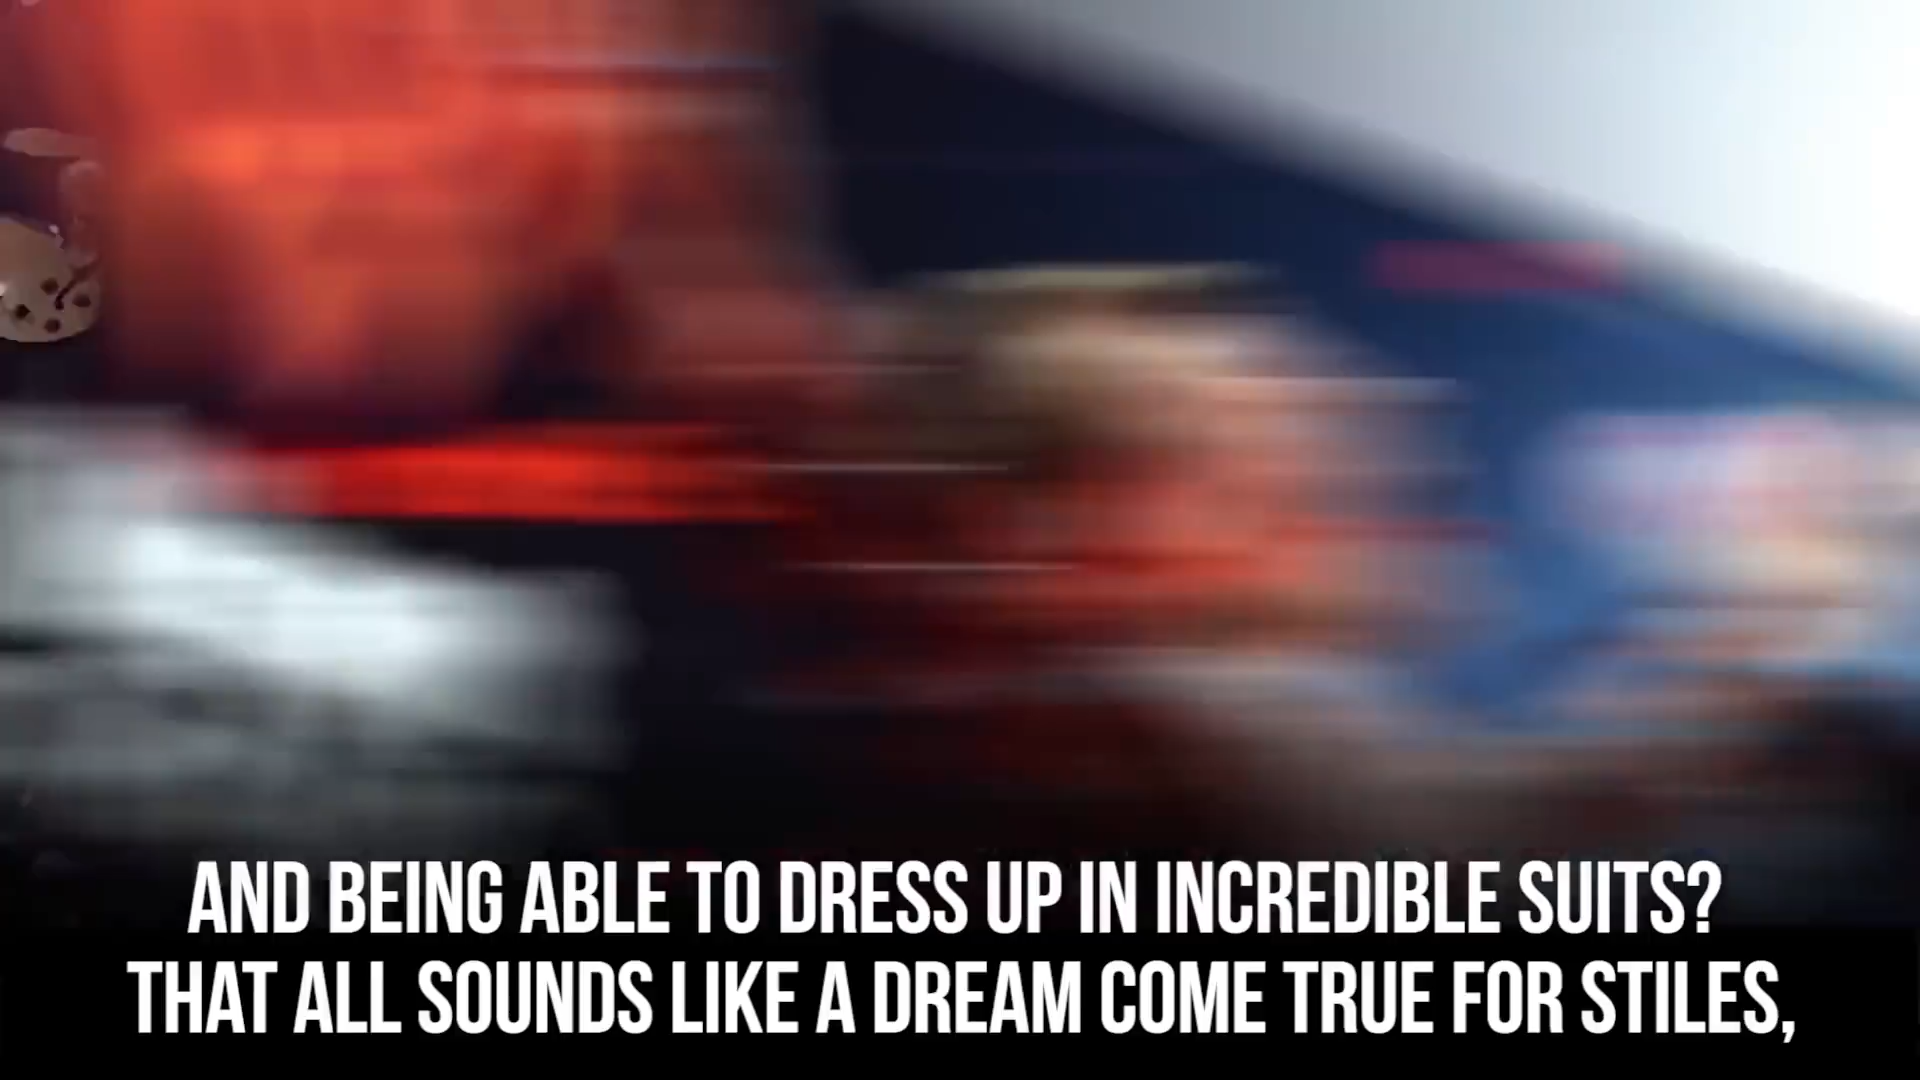 AND BEING ABLE TO DRESS UP IN INCREDIBLE SUITS?
THAT ALL SOUNDS LIKE A DREAM COME TRUE FOR STILES,